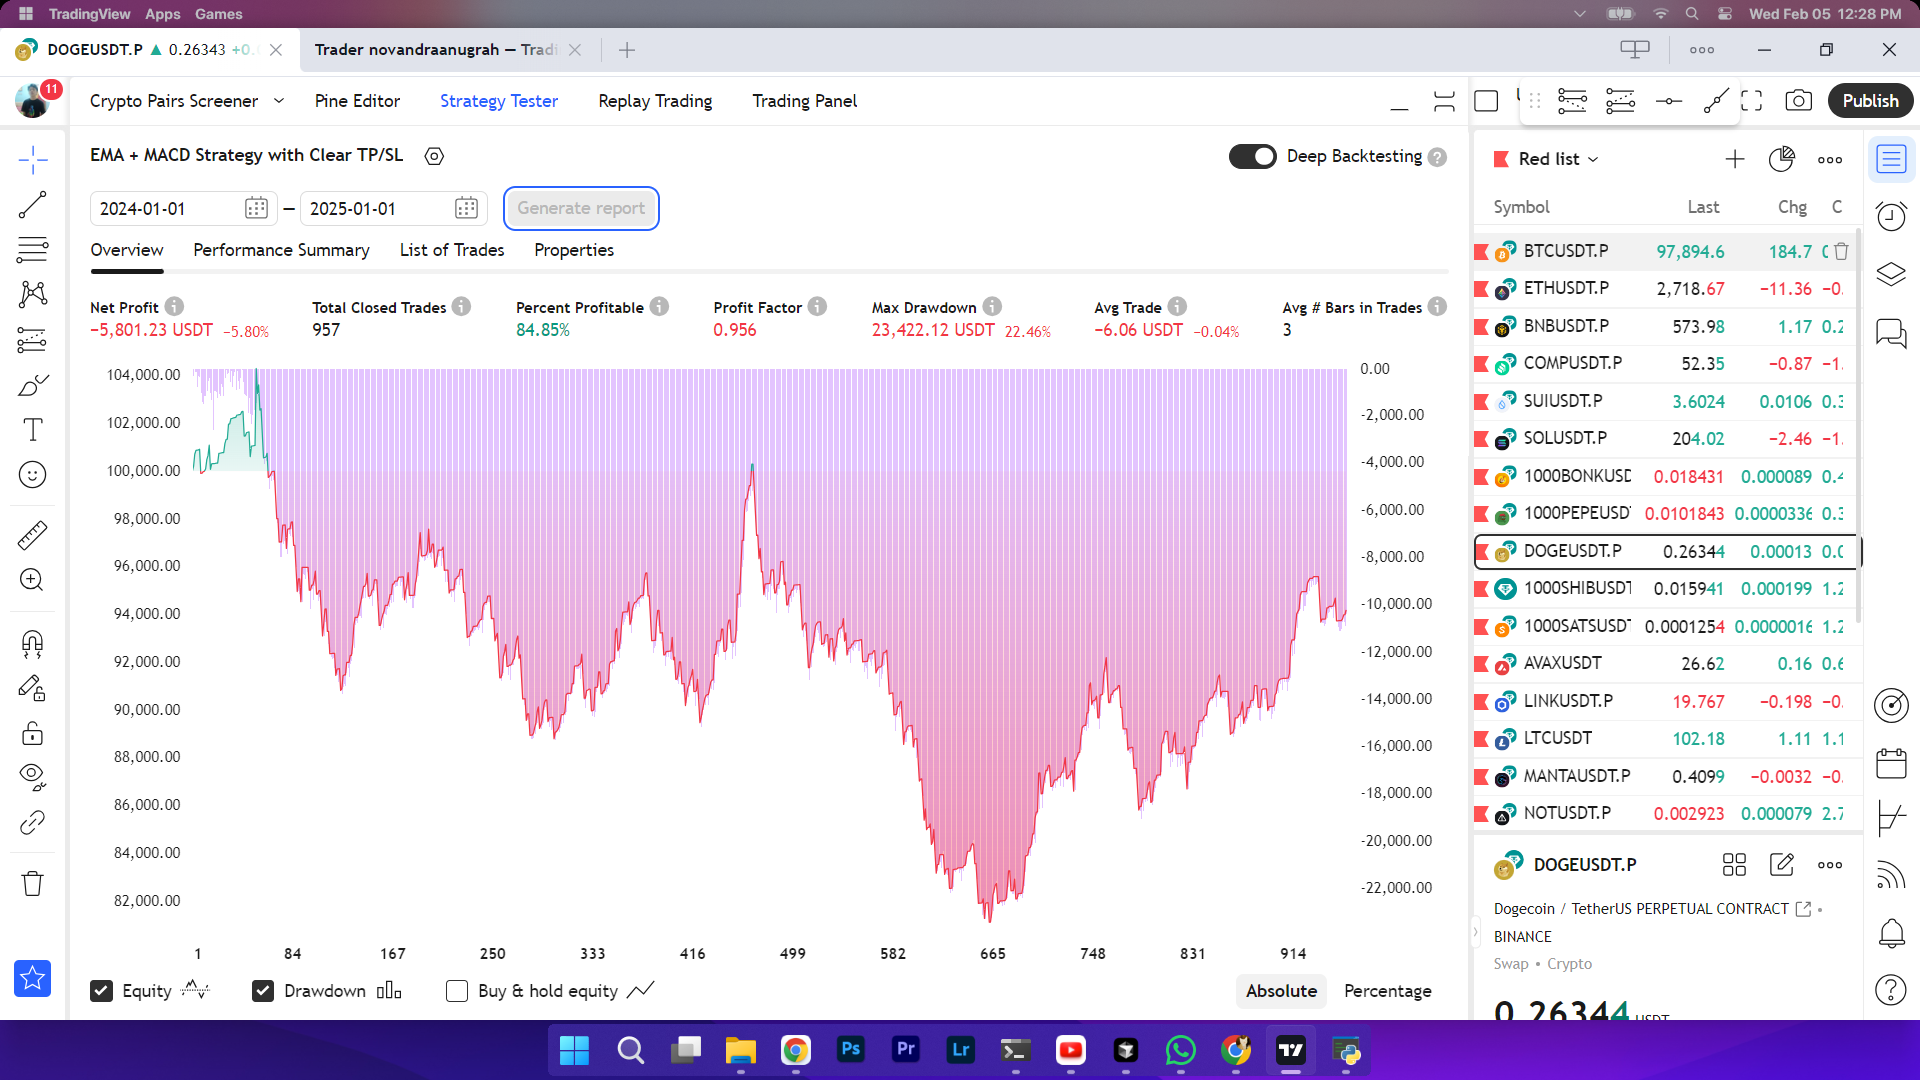 TradingView Apps Games
Wed Feb 05 12:28 PM
DOGEUSDT.P ▲ 0.26343 +0.
Trader novandraanugrah — Tradi
11
Crypto Pairs Screener
Pine Editor
Strategy Tester
Replay Trading
Trading Panel
Publish
EMA + MACD Strategy with Clear TP/SL
Deep Backtesting
2024-01-01 — 2025-01-01
Generate report
Overview
Performance Summary
List of Trades
Properties
Net Profit
−5,801.23 USDT −5.80%
Total Closed Trades
957
Percent Profitable
84.85%
Profit Factor
0.956
Max Drawdown
23,422.12 USDT 22.46%
Avg Trade
−6.06 USDT −0.04%
Avg # Bars in Trades
3
104,000.00
102,000.00
100,000.00
98,000.00
96,000.00
94,000.00
92,000.00
90,000.00
88,000.00
86,000.00
84,000.00
82,000.00
0.00
-2,000.00
-4,000.00
-6,000.00
-8,000.00
-10,000.00
-12,000.00
-14,000.00
-16,000.00
-18,000.00
-20,000.00
-22,000.00
1 84 167 250 333 416 499 582 665 748 831 914
Equity
Drawdown
Buy & hold equity
Absolute
Percentage
Red list
Symbol Last Chg C
BTCUSDT.P 97,894.6 184.7
ETHUSDT.P 2,718.67 −11.36 −0.
BNBUSDT.P 573.98 1.17 0.2
COMPUSDT.P 52.35 −0.87 −1.
SUIUSDT.P 3.6024 0.0106 0.3
SOLUSDT.P 204.02 −2.46 −1.
1000BONKUSD 0.018431 0.000089 0.4
1000PEPEUSD 0.0101843 0.0000336 0.3
DOGEUSDT.P 0.26344 0.00013 0.0
1000SHIBUSDT 0.015941 0.000199 1.2
1000SATSUSDT 0.0001254 0.0000016 1.2
AVAXUSDT 26.62 0.16 0.6
LINKUSDT.P 19.767 −0.198 −0.
LTCUSDT 102.18 1.11 1.1
MANTAUSDT.P 0.4099 −0.0032 −0.
NOTUSDT.P 0.002923 0.000079 2.7
DOGEUSDT.P
Dogecoin / TetherUS PERPETUAL CONTRACT
BINANCE
Swap • Crypto
0.26344 USDT
Ps
Pr
Lr